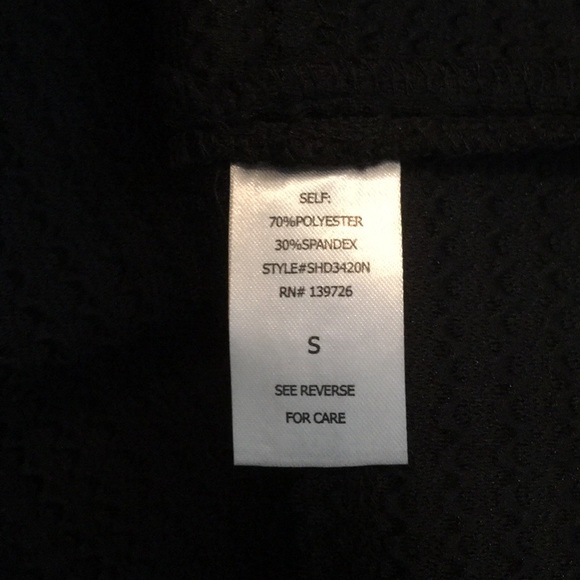 SELF:
70%POLYESTER
30%SPANDEX
STYLE#SHD3420N
RN# 139726
S
SEE REVERSE
FOR CARE